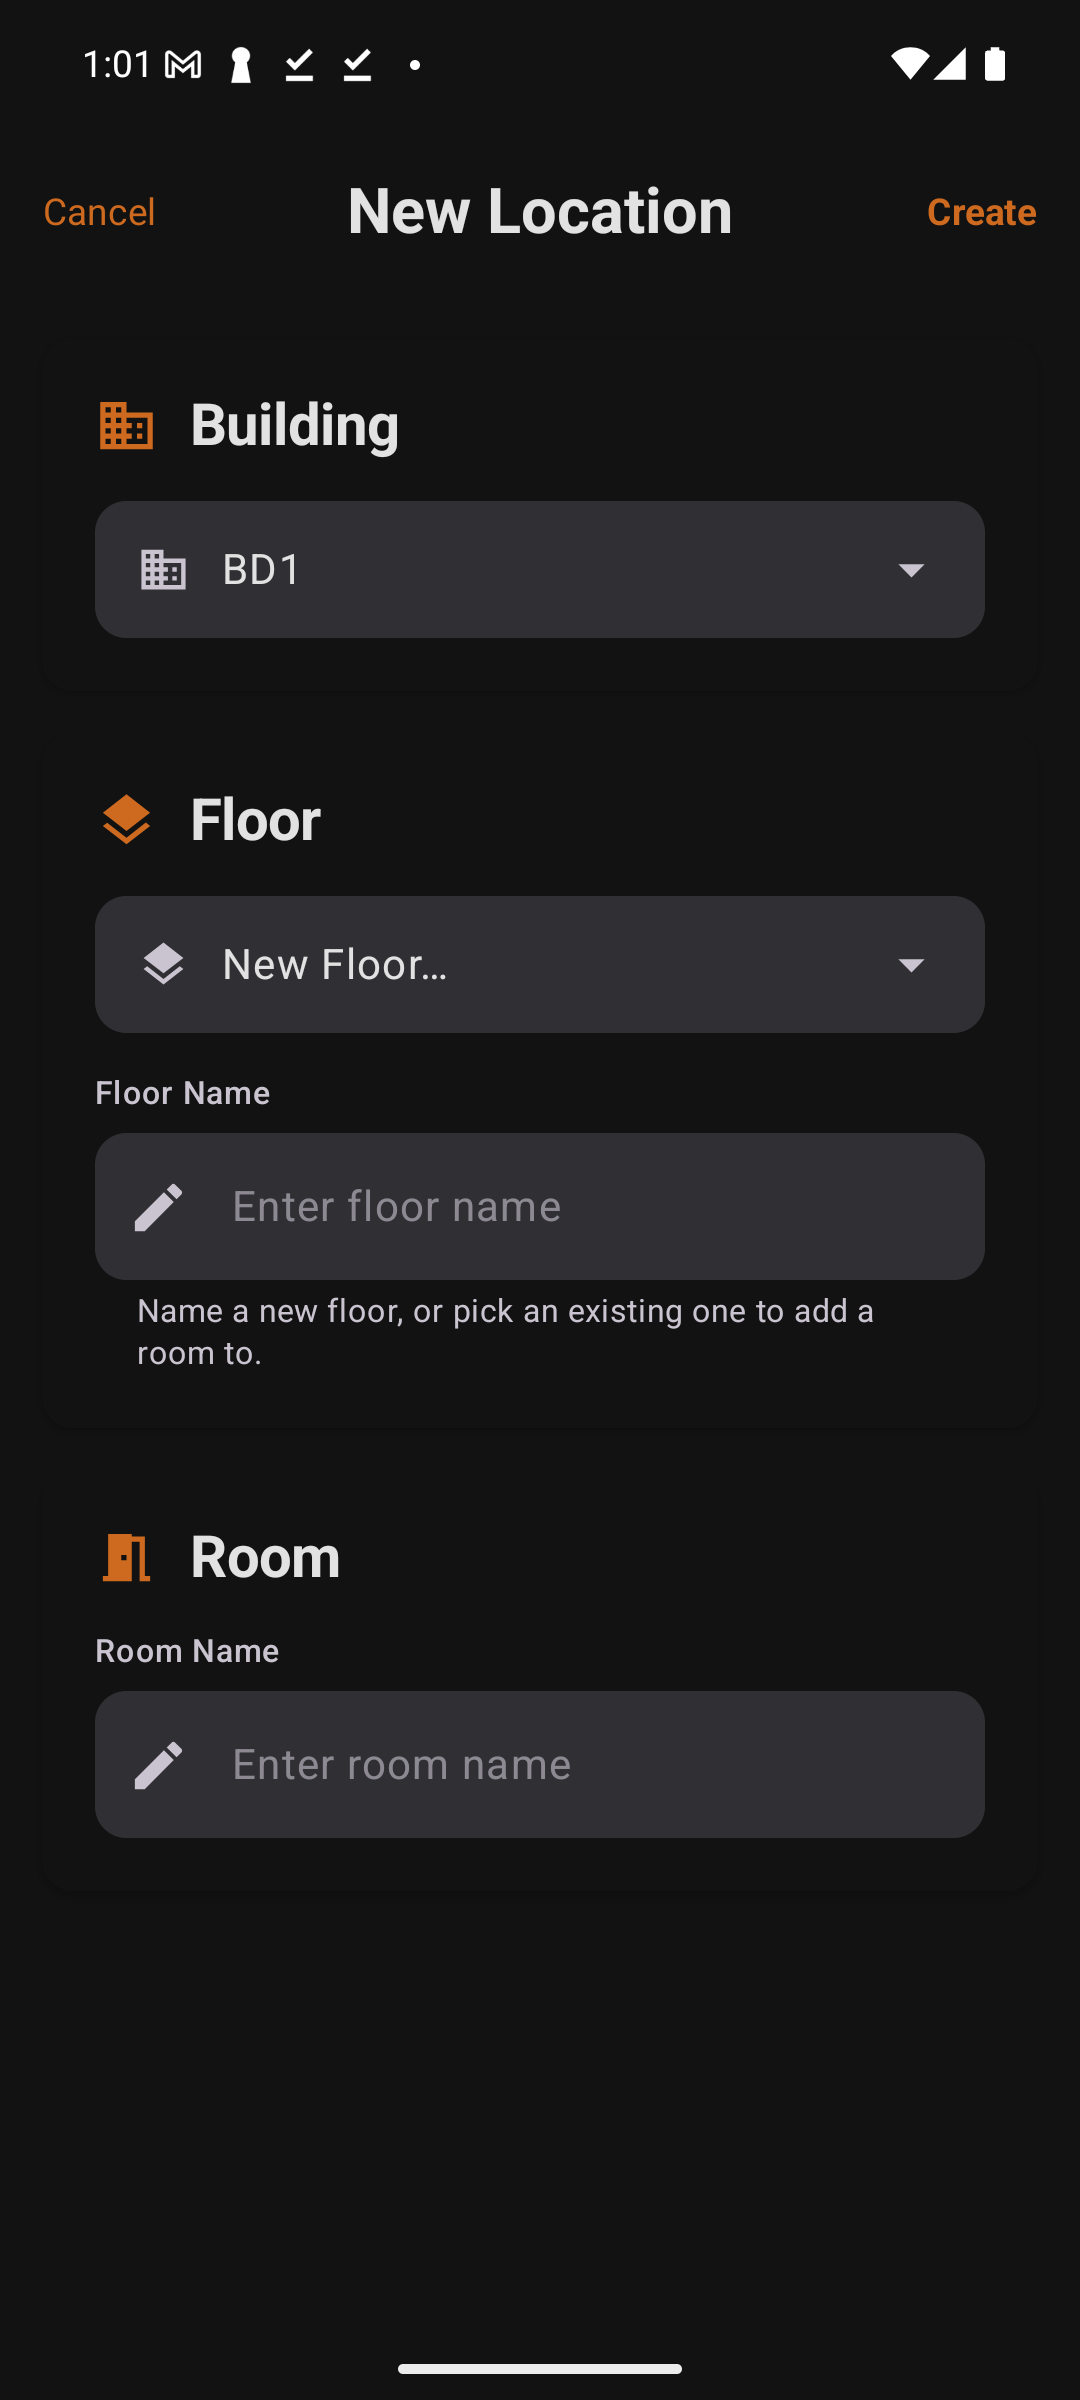 1:01
Cancel
New Location
Create
Building
BD1
Floor
New Floor…
Floor Name
Enter floor name
Name a new floor, or pick an existing one to add a
room to.
Room
Room Name
Enter room name